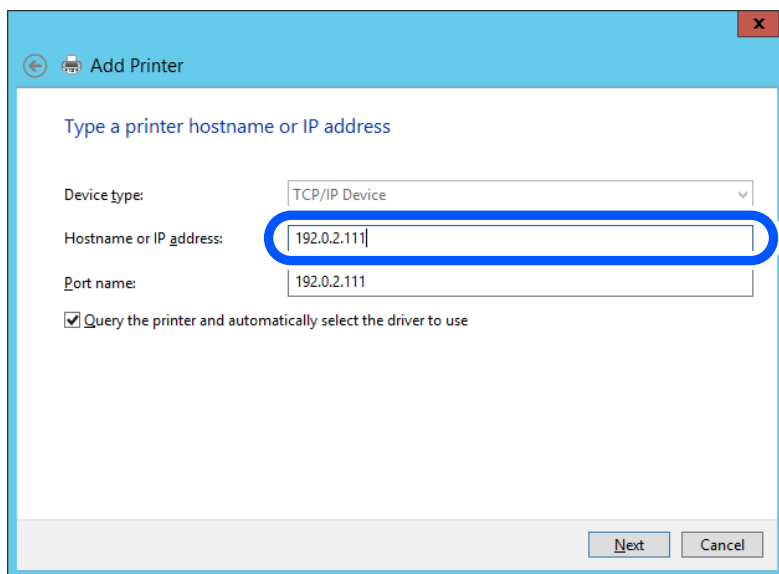 x
Add Printer
Type a printer hostname or IP address
Device type: TCP/IP Device
Hostname or IP address: 192.0.2.111
Port name: 192.0.2.111
Query the printer and automatically select the driver to use
Next Cancel